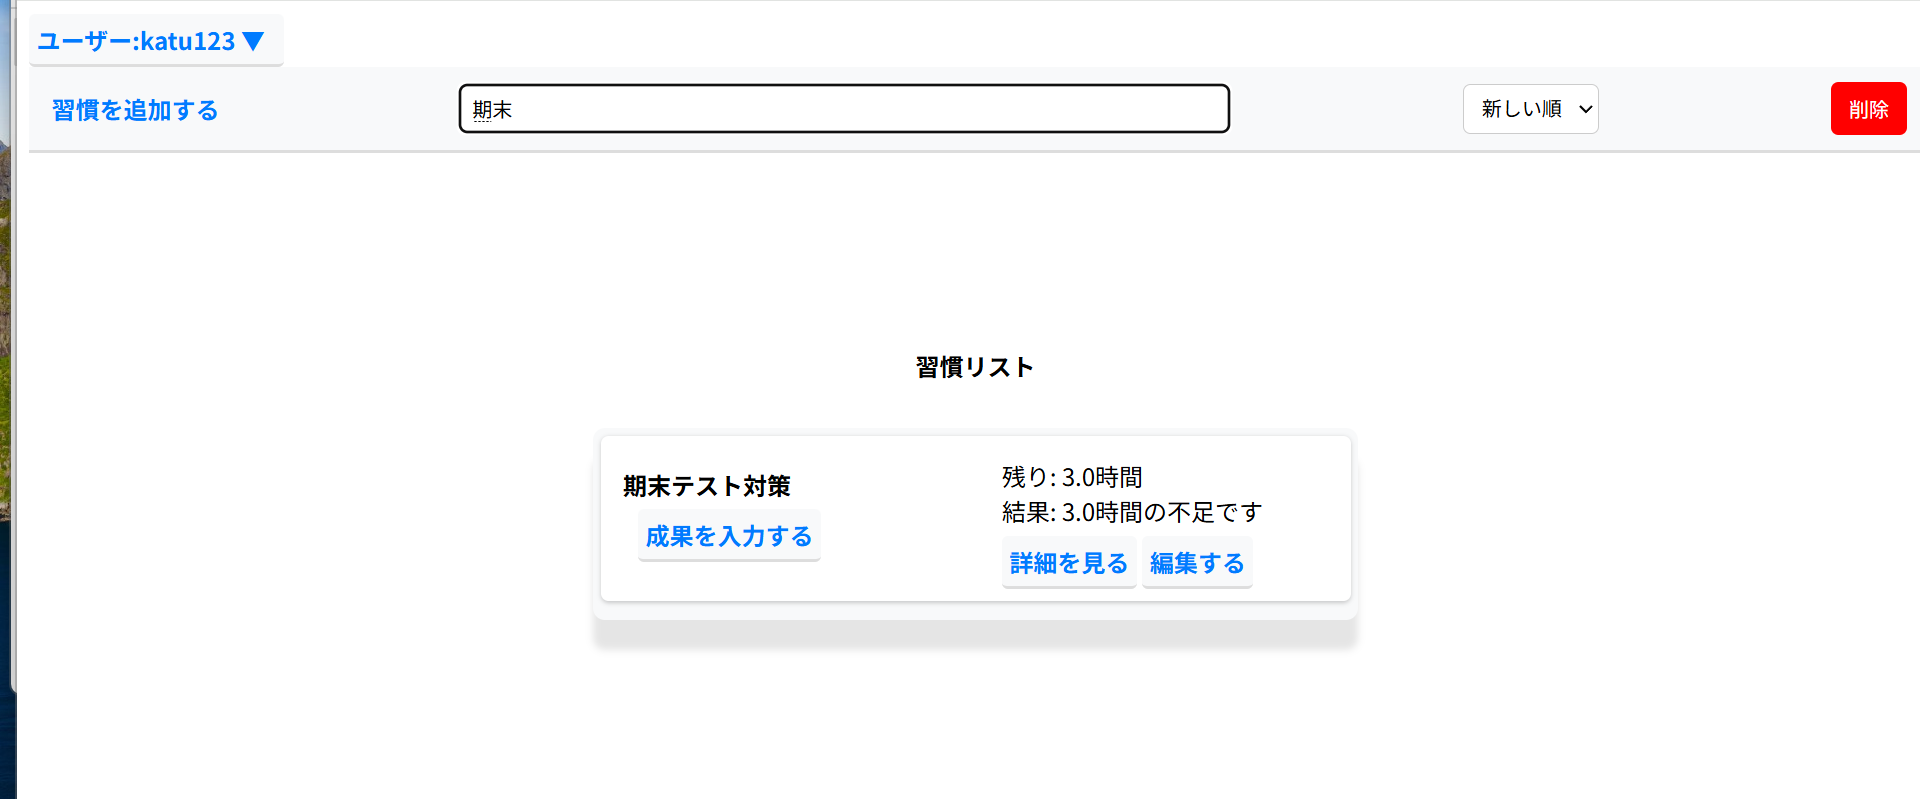 ユーザー:katu123 ▼
習慣を追加する
期末
新しい順
削除
習慣リスト
期末テスト対策
成果を入力する
残り: 3.0時間
結果: 3.0時間の不足です
詳細を見る 編集する